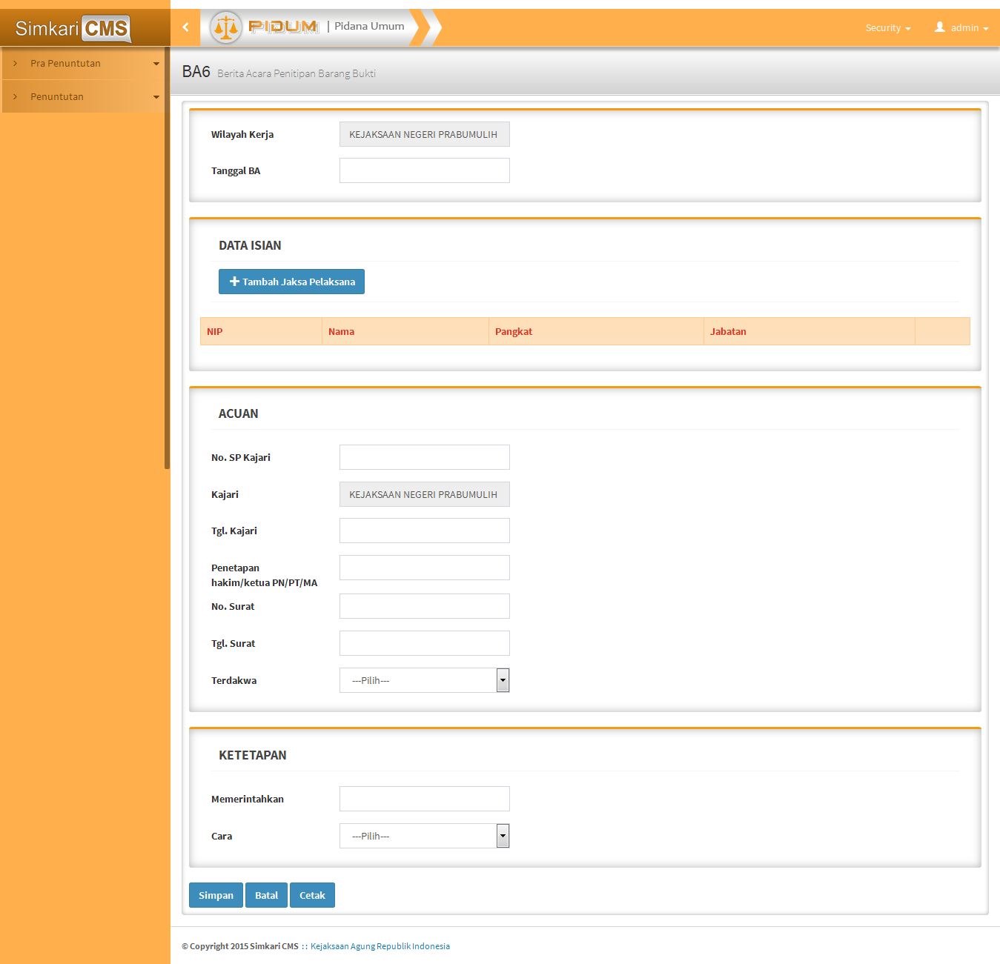 Simkari CMS
PIDUM | Pidana Umum
Security
admin
Pra Penuntutan
Penuntutan
BA6 Berita Acara Penitipan Barang Bukti
Wilayah Kerja KEJAKSAAN NEGERI PRABUMULIH
Tanggal BA
DATA ISIAN
Tambah Jaksa Pelaksana
NIP Nama Pangkat Jabatan
ACUAN
No. SP Kajari
Kajari KEJAKSAAN NEGERI PRABUMULIH
Tgl. Kajari
Penetapan
hakim/ketua PN/PT/MA
No. Surat
Tgl. Surat
Terdakwa ---Pilih---
KETETAPAN
Memerintahkan
Cara ---Pilih---
Simpan Batal Cetak
© Copyright 2015 Simkari CMS :: Kejaksaan Agung Republik Indonesia